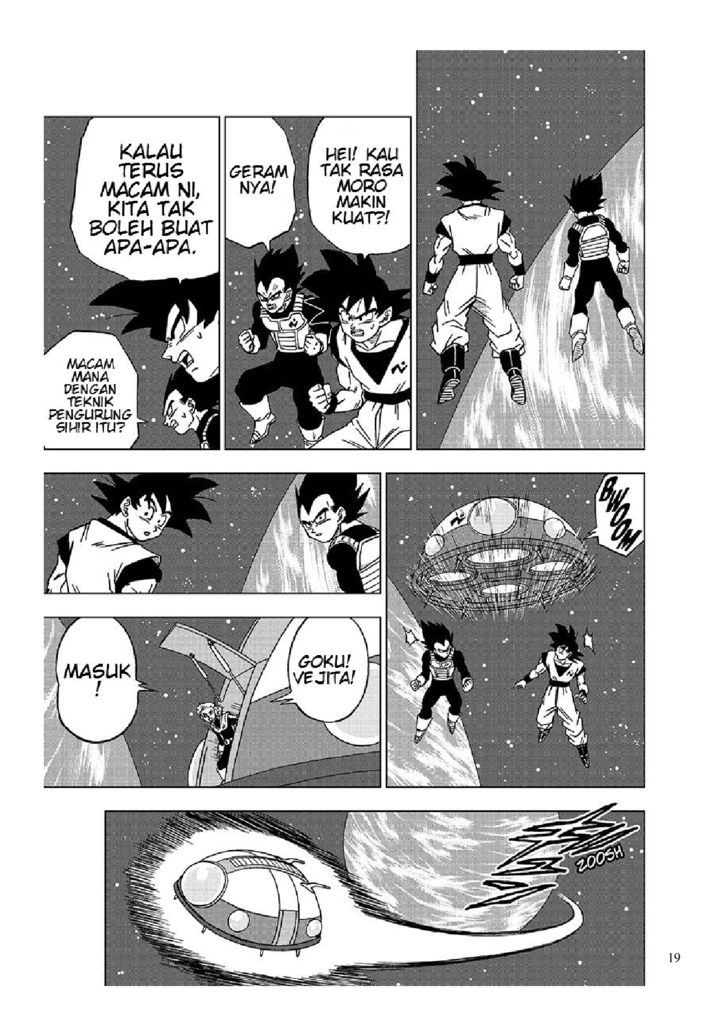 HEI! KAU
TAK RASA
MORO
MAKIN
KUAT?!
GERAM
NYA!
KALAU
TERUS
MACAM NI,
KITA TAK
BOLEH BUAT
APA-APA.
MACAM
MANA
DENGAN
TEKNIK
PENGURUNG
SIHIR ITU?
BWOOM
GOKU!
VEJITA!
MASUK
!
ZOOSH
19